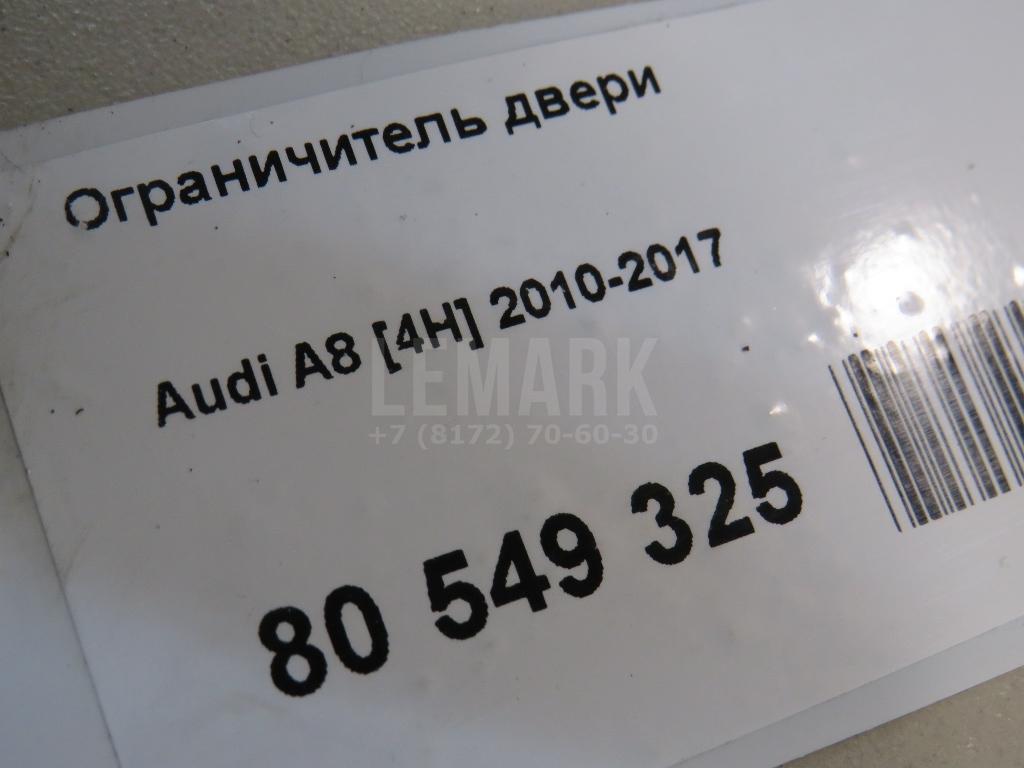 Ограничитель двери
Audi A8 [4H] 2010-2017
LEMARK
+7 (8172) 70-60-30
80 549 325